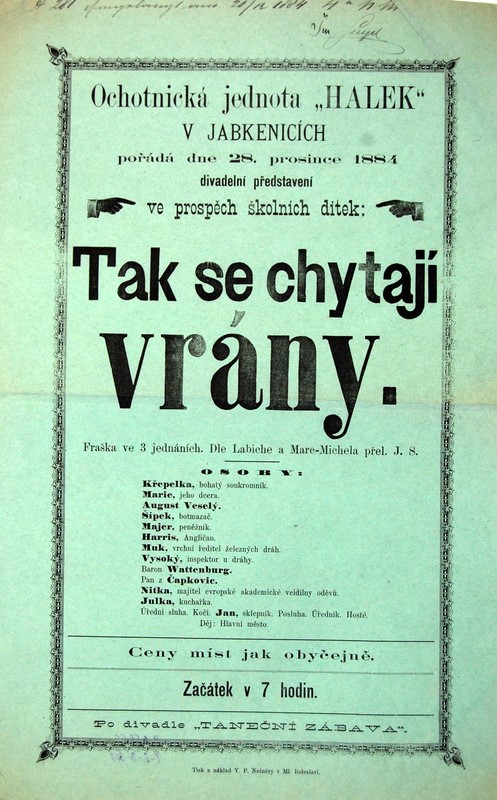 281
Ochotnická jednota „HALEK“
V JABKENICÍCH
pořádá dne 28. prosince 1884
divadelní představení
ve prospěch školních dítek:
Tak se chytají
vrány.
Fraška ve 3 jednáních. Dle Labiche a Marc-Michela přel. J. S.
OSOBY:
Křepelka, bohatý soukromník.
Marie, jeho dcera.
August Veselý.
Šípek, botmazač.
Majer, peněžník.
Harris, Angličan.
Muk, vrchní ředitel železných drah.
Vysoký, inspektor u dráhy.
Baron Wattenburg.
Pan z Čapkovic.
Nitka, majitel evropské akademické veldílny oděvů.
Julka, kuchařka.
Úřední sluha. Kočí. Jan, sklepník. Posluha. Úředník. Hosté.
Děj: Hlavní město.
Ceny míst jak obyčejně.
Začátek v 7 hodin.
Po divadle „TANEČNÍ ZÁBAVA“.
Tisk a náklad V. P. Nešněry v Ml. Boleslavi.